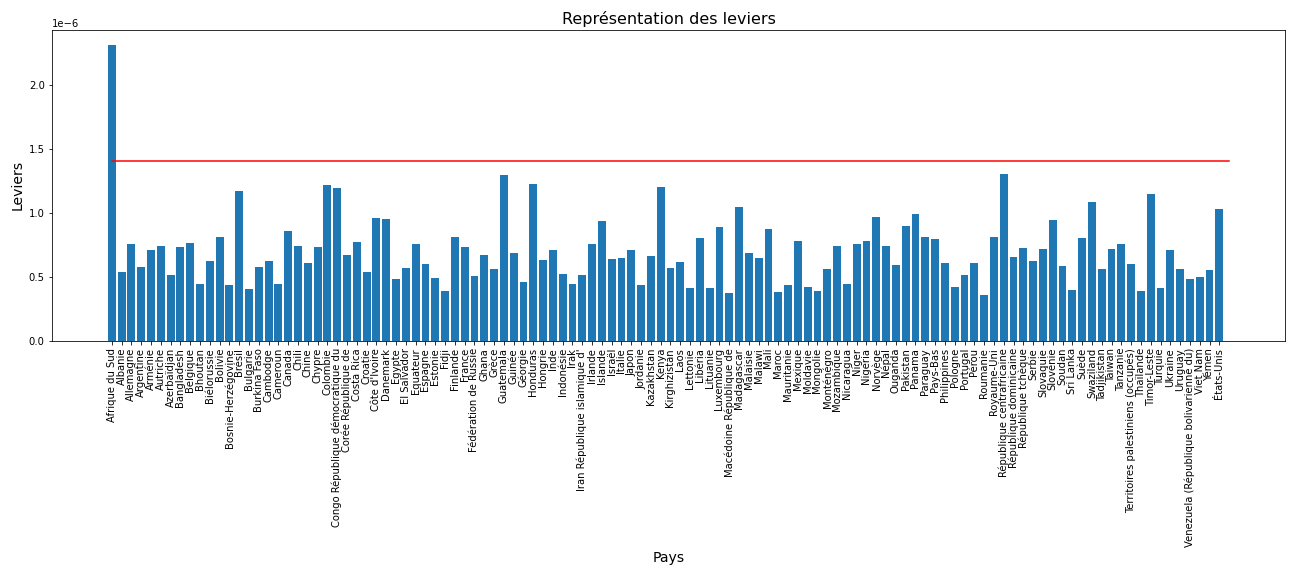 Représentation des leviers
1e−6
2.0
1.5
1.0
0.5
0.0
Leviers
Afrique du Sud
Albanie
Allemagne
Argentine
Arménie
Autriche
Azerbaïdjan
Bangladesh
Belgique
Bhoutan
Biélorussie
Bolivie
Bosnie-Herzégovine
Brésil
Bulgarie
Burkina Faso
Cambodge
Cameroun
Canada
Chili
Chine
Chypre
Colombie
Congo République démocratique du
Corée République de
Costa Rica
Croatie
Côte d'Ivoire
Danemark
Egypte
El Salvador
Equateur
Espagne
Estonie
Fidji
Finlande
France
Fédération de Russie
Ghana
Grèce
Guatemala
Guinée
Géorgie
Honduras
Hongrie
Inde
Indonésie
Irak
Iran République islamique d'
Irlande
Islande
Israël
Italie
Japon
Jordanie
Kazakhstan
Kenya
Kirghizistan
Laos
Lettonie
Libéria
Lituanie
Luxembourg
Macédoine République de
Madagascar
Malaisie
Malawi
Mali
Maroc
Mauritanie
Mexique
Moldavie
Mongolie
Monténégro
Mozambique
Nicaragua
Niger
Nigéria
Norvège
Népal
Ouganda
Pakistan
Panama
Paraguay
Pays-Bas
Philippines
Pologne
Portugal
Pérou
Romanie
Royaume-Uni
République centrafricaine
République dominicaine
République tchèque
Serbie
Slovaquie
Slovénie
Soudan
Sri Lanka
Suède
Swaziland
Tadjikistan
Taiwan
Tanzanie
Territoires palestiniens (occupés)
Thaïlande
Timor-Leste
Turquie
Ukraine
Uruguay
Venezuela (République bolivarienne du)
Viet Nam
Yemen
États-Unis
Pays